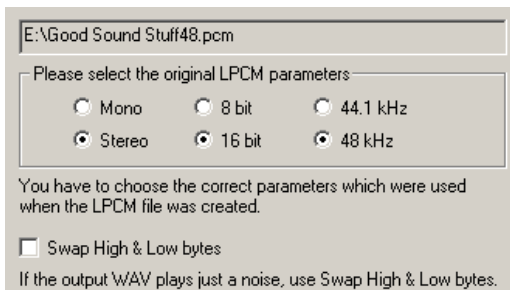 E:\Good Sound Stuff48.pcm
Please select the original LPCM parameters
Mono 8 bit 44.1 kHz
Stereo 16 bit 48 kHz
You have to choose the correct parameters which were used
when the LPCM file was created.
Swap High & Low bytes
If the output WAV plays just a noise, use Swap High & Low bytes.